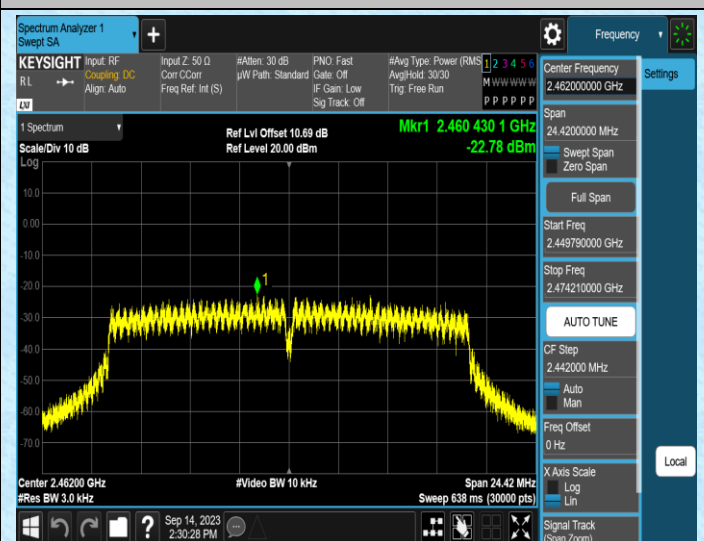 Spectrum Analyzer 1
Swept SA
+
Frequency
KEYSIGHT
RL
LXI
Input: RF
Coupling: DC
Align: Auto
Input Z: 50 Ω
Corr CCorr
Freq Ref: Int (S)
#Atten: 30 dB
µW Path: Standard
PNO: Fast
Gate: Off
IF Gain: Low
Sig Track: Off
#Avg Type: Power (RMS
Avg|Hold: 30/30
Trig: Free Run
1 2 3 4 5 6
M W W W W W
P P P P P P
1 Spectrum
Scale/Div 10 dB
Log
Ref Lvl Offset 10.69 dB
Ref Level 20.00 dBm
Mkr1 2.460 430 1 GHz
-22.78 dBm
10.0
0.00
-10.0
-20.0
-30.0
-40.0
-50.0
-60.0
-70.0
1
Center 2.46200 GHz
#Res BW 3.0 kHz
#Video BW 10 kHz
Span 24.42 MHz
Sweep 638 ms (30000 pts)
?
Sep 14, 2023
2:30:28 PM
Center Frequency
2.462000000 GHz
Span
24.4200000 MHz
Swept Span
Zero Span
Full Span
Start Freq
2.449790000 GHz
Stop Freq
2.474210000 GHz
AUTO TUNE
CF Step
2.442000 MHz
Auto
Man
Freq Offset
0 Hz
X Axis Scale
Log
Lin
Signal Track
(Span Zoom)
Settings
Local